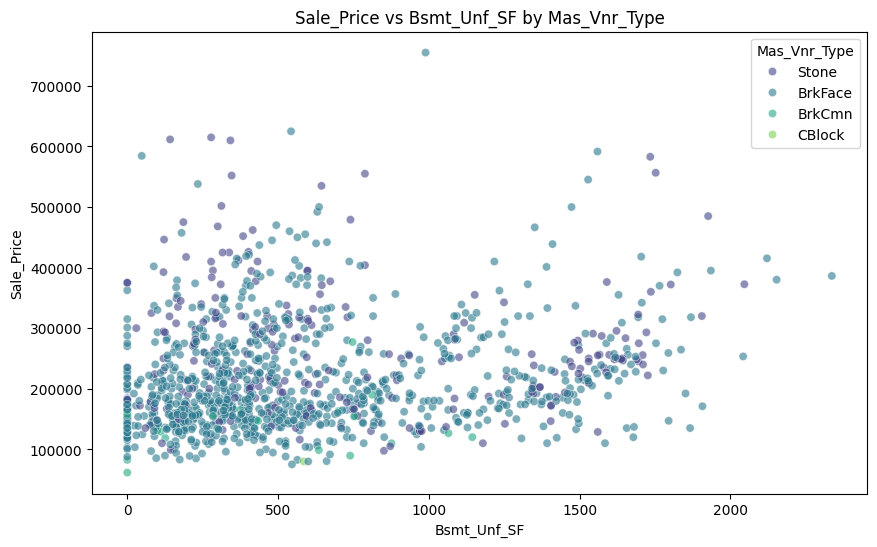 Sale_Price vs Bsmt_Unf_SF by Mas_Vnr_Type
Mas_Vnr_Type
Stone
BrkFace
BrkCmn
CBlock
Sale_Price
700000
600000
500000
400000
300000
200000
100000
0
500
1000
1500
2000
Bsmt_Unf_SF